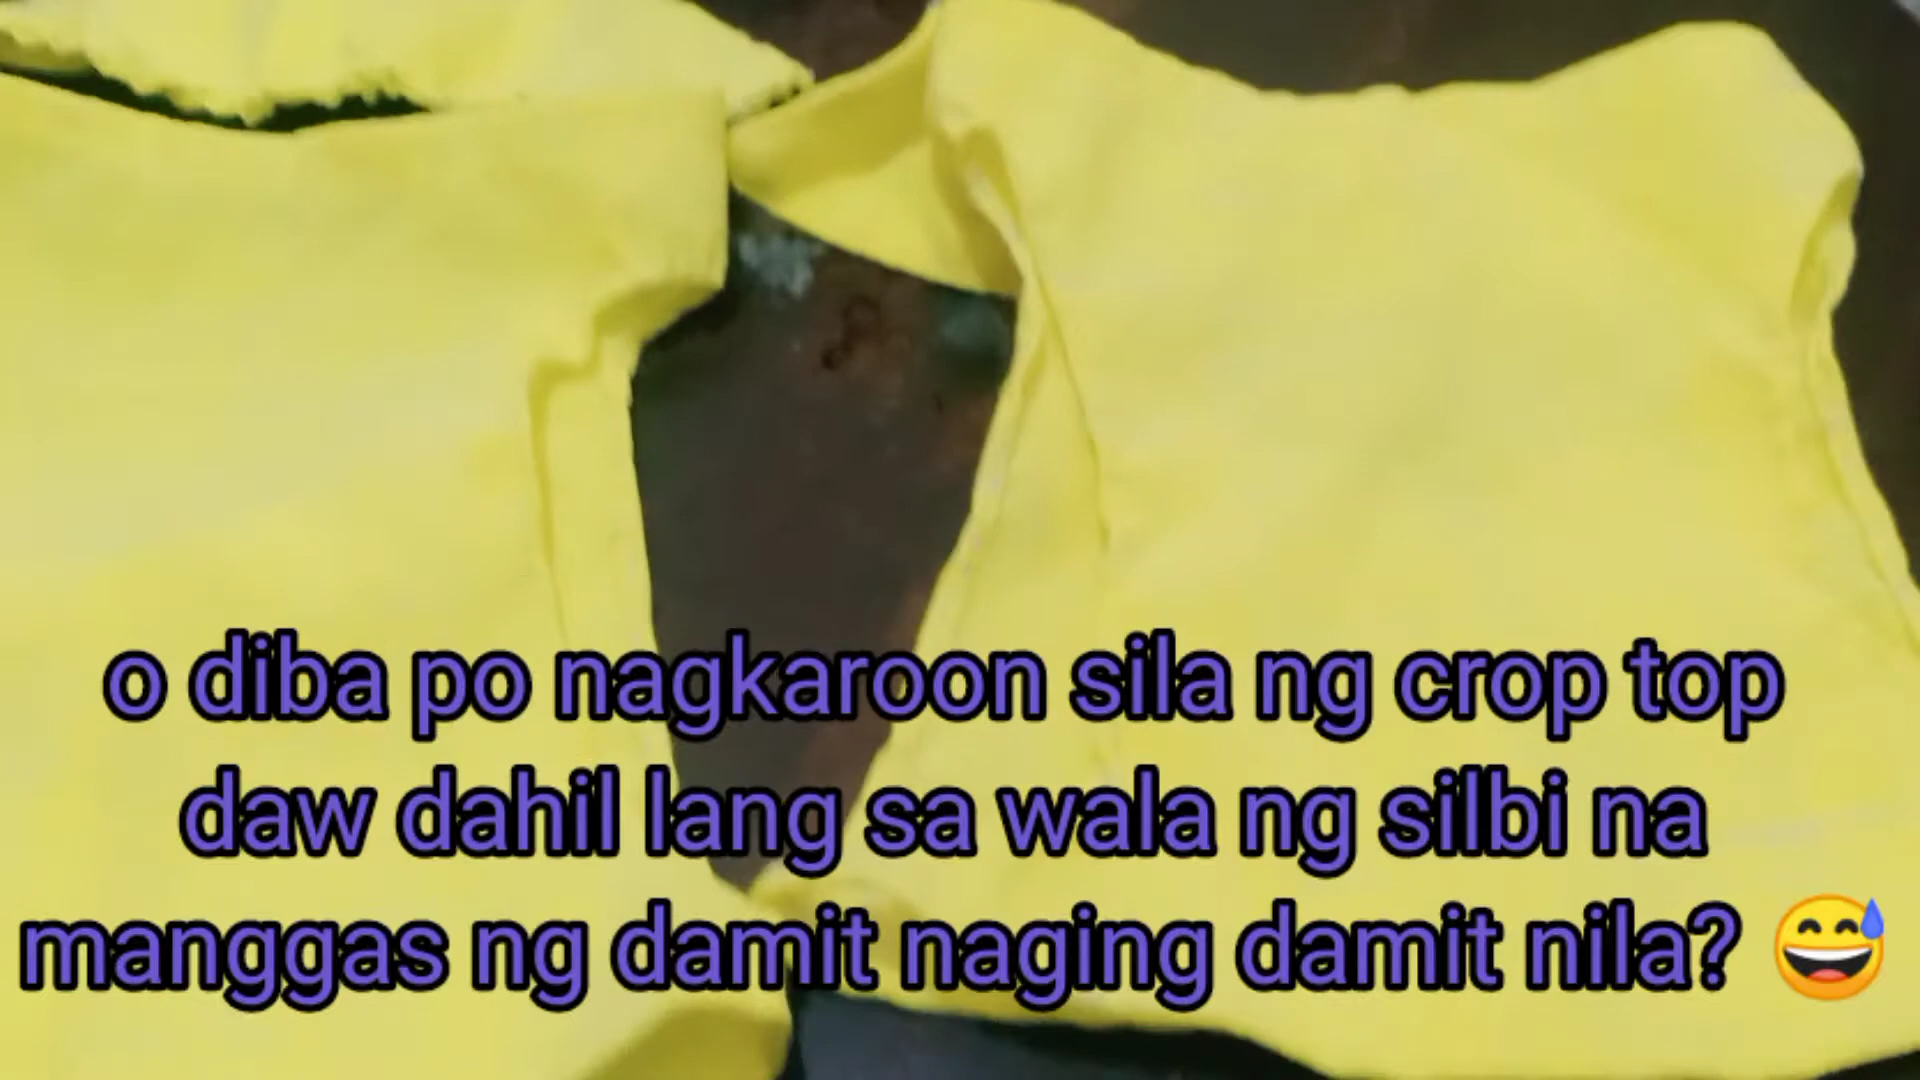 o diba po nagkaroon sila ng crop top
daw dahil lang sa wala ng silbi na
manggas ng damit naging damit nila? 😅